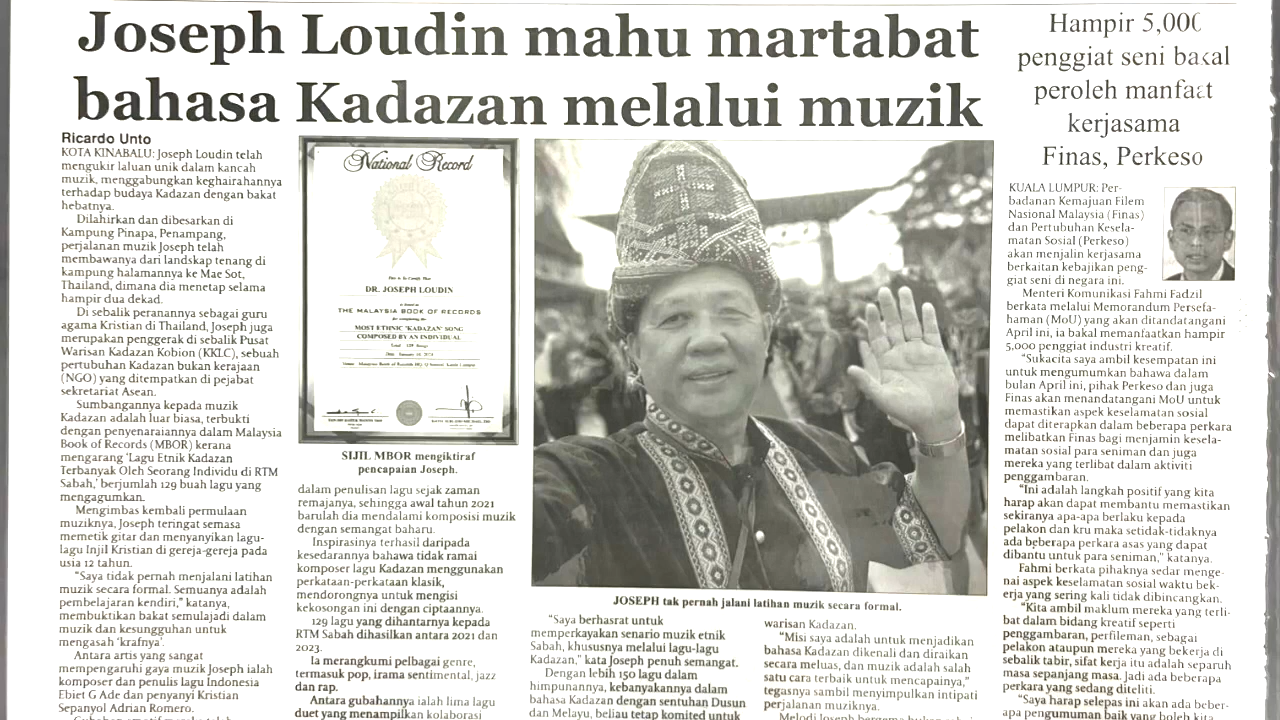 Joseph Loudin mahu martabat
bahasa Kadazan melalui muzik
Ricardo Unto
KOTA KINABALU: Joseph Loudin telah
mengukir laluan unik dalam kancah
muzik, menggabungkan keghairahannya
terhadap budaya Kadazan dengan bakat
hebatnya.
Dilahirkan dan dibesarkan di
Kampung Pinapa, Penampang,
perjalanan muzik Joseph telah
membawanya dari landskap tenang di
kampung halamannya ke Mae Sot,
Thailand, dimana dia menetap selama
hampir dua dekad.
Di sebalik peranannya sebagai guru
agama Kristian di Thailand, Joseph juga
merupakan penggerak di sebalik Pusat
Warisan Kadazan Kobion (KKLC), sebuah
pertubuhan Kadazan bukan kerajaan
(NGO) yang ditempatkan di pejabat
sekretariat Asean.
Sumbangannya kepada muzik
Kadazan adalah luar biasa, terbukti
dengan penyenaraiannya dalam Malaysia
Book of Records (MBOR) kerana
mengarang 'Lagu Etnik Kadazan
Terbanyak Oleh Seorang Individu di RTM
Sabah,' berjumlah 129 buah lagu yang
mengagumkan.
Mengimbas kembali permulaan
muziknya, Joseph teringat semasa
memetik gitar dan menyanyikan lagu-
lagu Injil Kristian di gereja-gereja pada
usia 12 tahun.
"Saya tidak pernah menjalani latihan
muzik secara formal. Semuanya adalah
pembelajaran kendiri," katanya,
membuktikan bakat semulajadi dalam
muzik dan kesungguhan untuk
mengasah 'krafnya'.
Antara artis yang sangat
mempengaruhi gaya muzik Joseph ialah
komposer dan penulis lagu Indonesia
Ebiet G Ade dan penyanyi Kristian
Sepanyol Adrian Romero.
National Record
This is to Certify That
DR. JOSEPH LOUDIN
THE MALAYSIA BOOK OF RECORDS
MOST ETHNIC 'KADAZAN' SONG
COMPOSED BY AN INDIVIDUAL
SIJIL MBOR mengiktiraf
pencapaian Joseph.
dalam penulisan lagu sejak zaman
remajanya, sehingga awal tahun 2021
barulah dia mendalami komposisi muzik
dengan semangat baharu.
Inspirasinya terhasil daripada
kesedarannya bahawa tidak ramai
komposer lagu Kadazan menggunakan
perkataan-perkataan klasik,
mendorongnya untuk mengisi
kekosongan ini dengan ciptaannya.
129 lagu yang dihantarnya kepada
RTM Sabah dihasilkan antara 2021 dan
2023.
Ia merangkumi pelbagai genre,
termasuk pop, irama sentimental, jazz
dan rap.
Antara gubahannya ialah lima lagu
duet yang menampilkan kolaborasi
JOSEPH tak pernah jalani latihan muzik secara formal.
"Saya berhasrat untuk
memperkayakan senario muzik etnik
Sabah, khususnya melalui lagu-lagu
Kadazan," kata Joseph penuh semangat.
Dengan lebih 150 lagu dalam
himpunannya, kebanyakannya dalam
bahasa Kadazan dengan sentuhan Dusun
dan Melayu, beliau tetap komited untuk
warisan Kadazan.
"Misi saya adalah untuk menjadikan
bahasa Kadazan dikenali dan diraikan
secara meluas, dan muzik adalah salah
satu cara terbaik untuk mencapainya,"
tegasnya sambil menyimpulkan intipati
perjalanan muziknya.
Hampir 5,000
penggiat seni bakal
peroleh manfaat
kerjasama
Finas, Perkeso
KUALA LUMPUR: Per-
badanan Kemajuan Filem
Nasional Malaysia (Finas)
dan Pertubuhan Kesela-
matan Sosial (Perkeso)
akan menjalin kerjasama
berkaitan kebajikan peng-
giat seni di negara ini.
Menteri Komunikasi Fahmi Fadzil
berkata melalui Memorandum Persefa-
haman (MoU) yang akan ditandatangani
April ini, ia bakal memanfaatkan hampir
5,000 penggiat industri kreatif.
"Sukacita saya ambil kesempatan ini
untuk mengumumkan bahawa dalam
bulan April ini, pihak Perkeso dan juga
Finas akan menandatangani MoU untuk
memastikan aspek keselamatan sosial
dapat diterapkan dalam beberapa perkara
melibatkan Finas bagi menjamin kesela-
matan sosial para seniman dan juga
mereka yang terlibat dalam aktiviti
penggambaran.
"Ini adalah langkah positif yang kita
harap akan dapat membantu memastikan
sekiranya apa-apa berlaku kepada
pelakon dan kru maka setidak-tidaknya
ada beberapa perkara asas yang dapat
dibantu untuk para seniman," katanya.
Fahmi berkata pihaknya sedar menge-
nai aspek keselamatan sosial waktu bek-
erja yang sering kali tidak dibincangkan.
"Kita ambil maklum mereka yang terli-
bat dalam bidang kreatif seperti
penggambaran, perfileman, sebagai
pelakon ataupun mereka yang bekerja di
sebalik tabir, sifat kerja itu adalah separuh
masa sepanjang masa. Jadi ada beberapa
perkara yang sedang diteliti.
"Saya harap selepas ini akan ada beber-
apa pengumuman baik yang